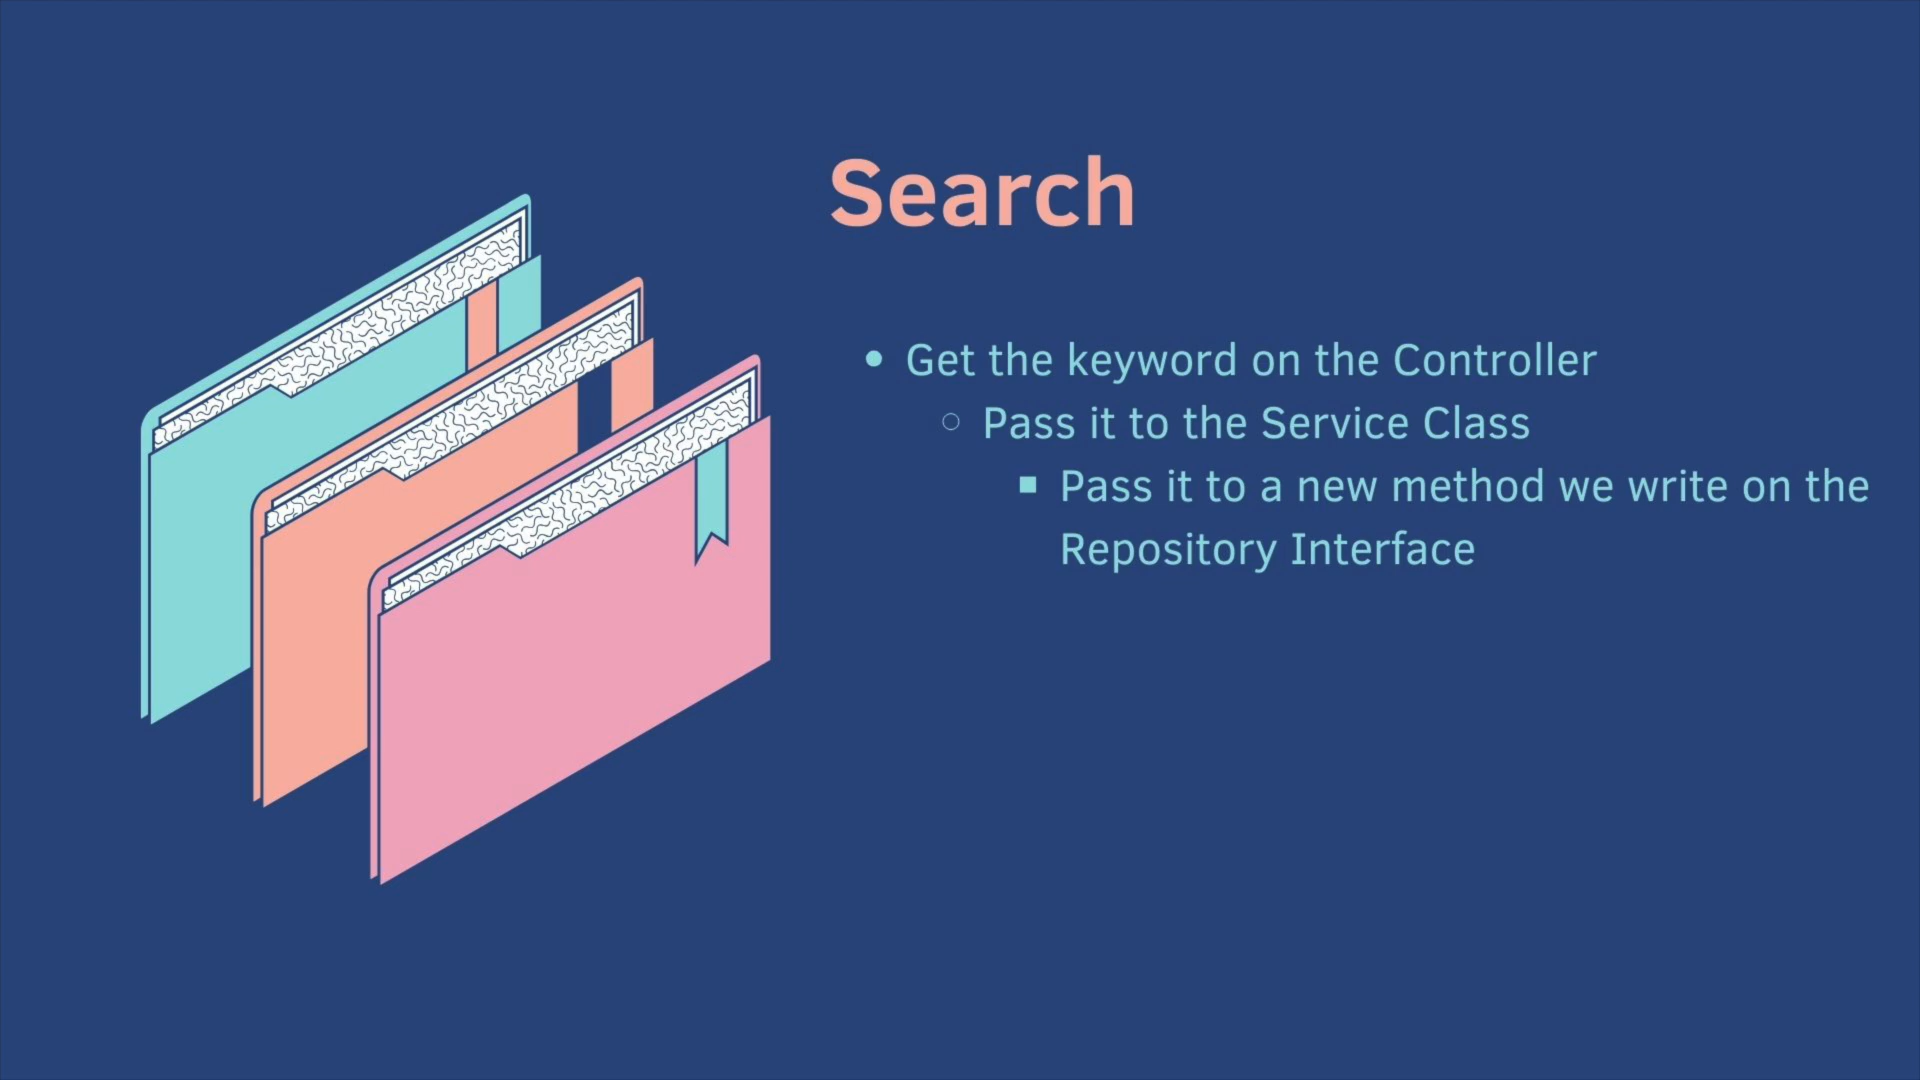 Search
Get the keyword on the Controller
Pass it to the Service Class
Pass it to a new method we write on the
Repository Interface